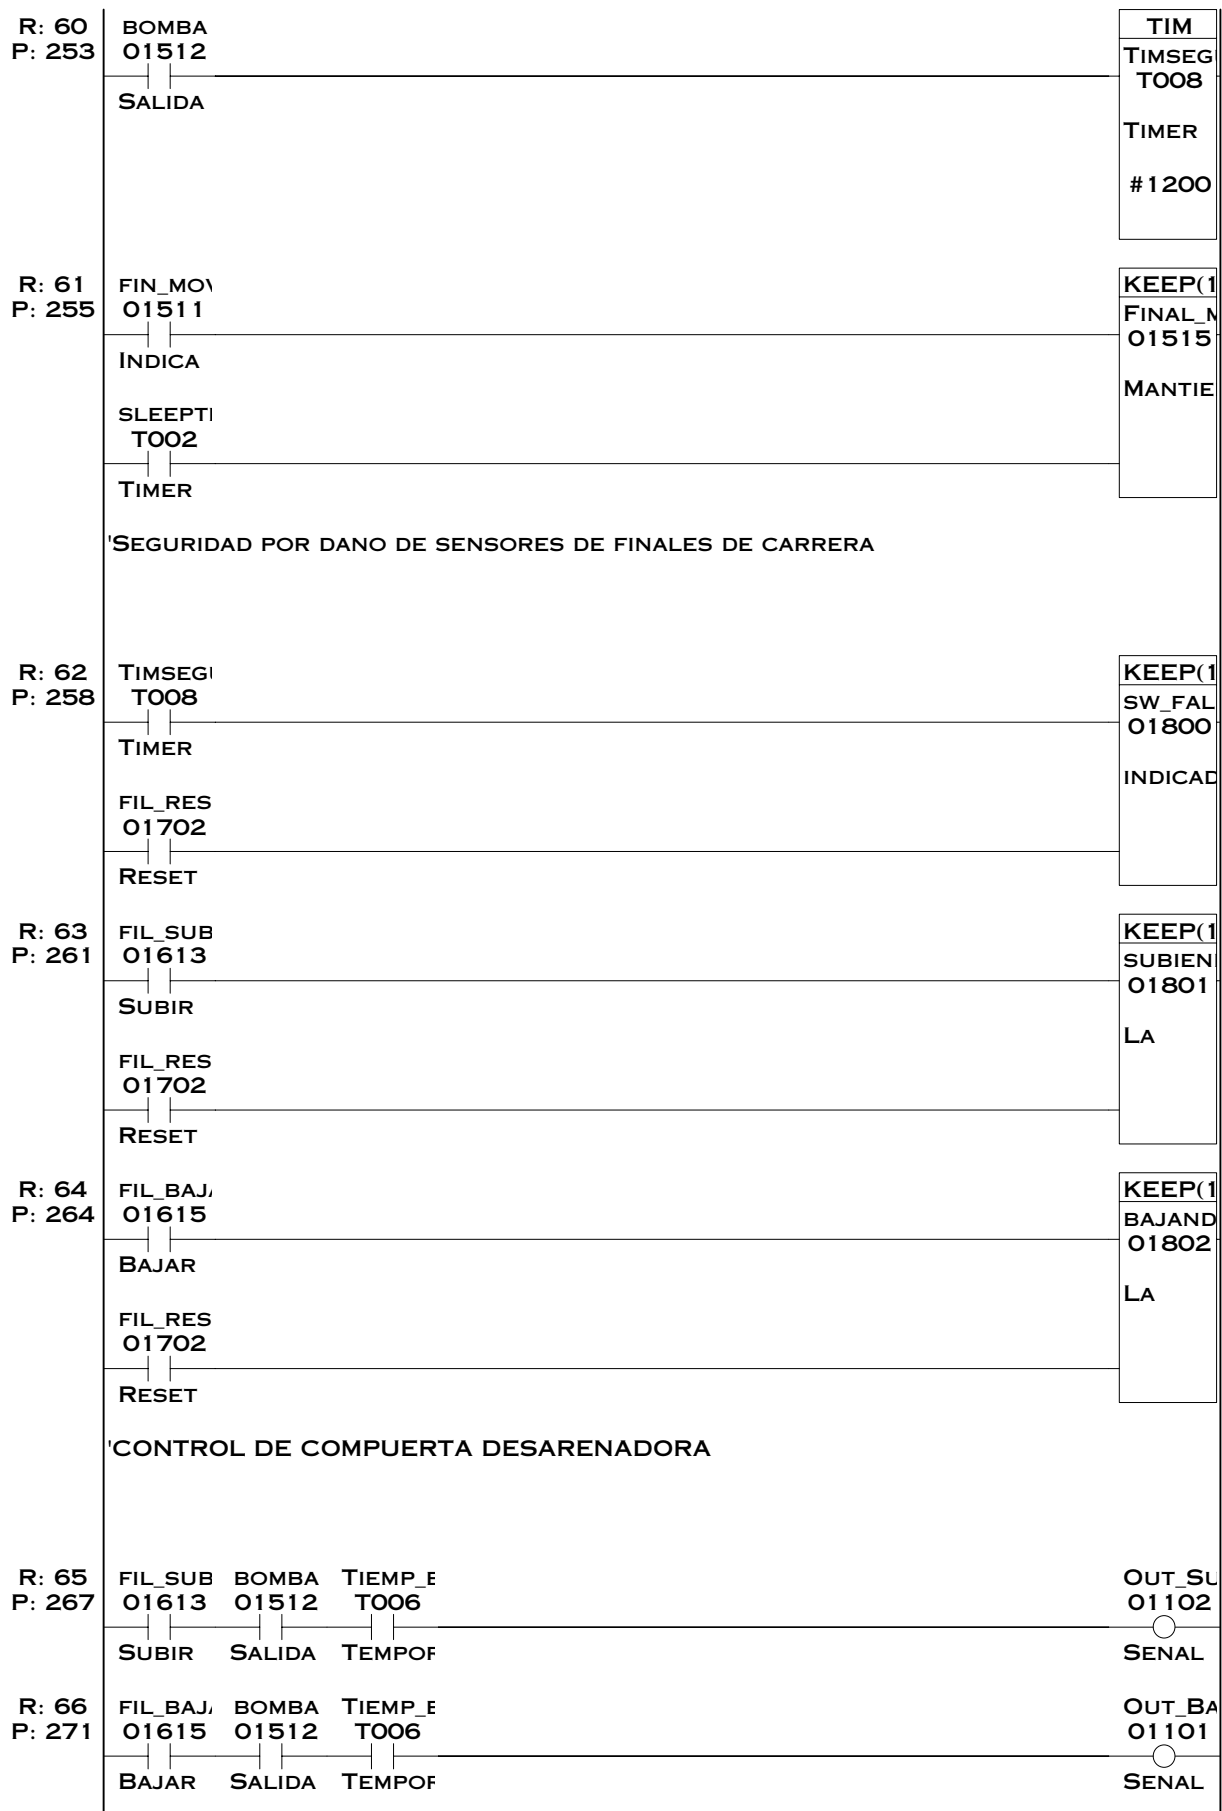 R: 60
P: 253
BOMBA
01512
SALIDA
TIM
TIMSEG
T008
TIMER
#1200
R: 61
P: 255
FIN_MOV
01511
INDICA
SLEEPTI
T002
TIMER
KEEP(1
FINAL_M
01515
MANTIE
'SEGURIDAD POR DANO DE SENSORES DE FINALES DE CARRERA
R: 62
P: 258
TIMSEGU
T008
TIMER
FIL_RES
01702
RESET
KEEP(1
SW_FAL
01800
INDICAD
R: 63
P: 261
FIL_SUB
01613
SUBIR
FIL_RES
01702
RESET
KEEP(1
SUBIEN
01801
LA
R: 64
P: 264
FIL_BAJA
01615
BAJAR
FIL_RES
01702
RESET
KEEP(1
BAJAND
01802
LA
'CONTROL DE COMPUERTA DESARENADORA
R: 65
P: 267
FIL_SUB BOMBA TIEMP_E
01613 01512 T006
SUBIR SALIDA TEMPOR
OUT_SU
01102
SENAL
R: 66
P: 271
FIL_BAJA BOMBA TIEMP_E
01615 01512 T006
BAJAR SALIDA TEMPOR
OUT_BA
01101
SENAL